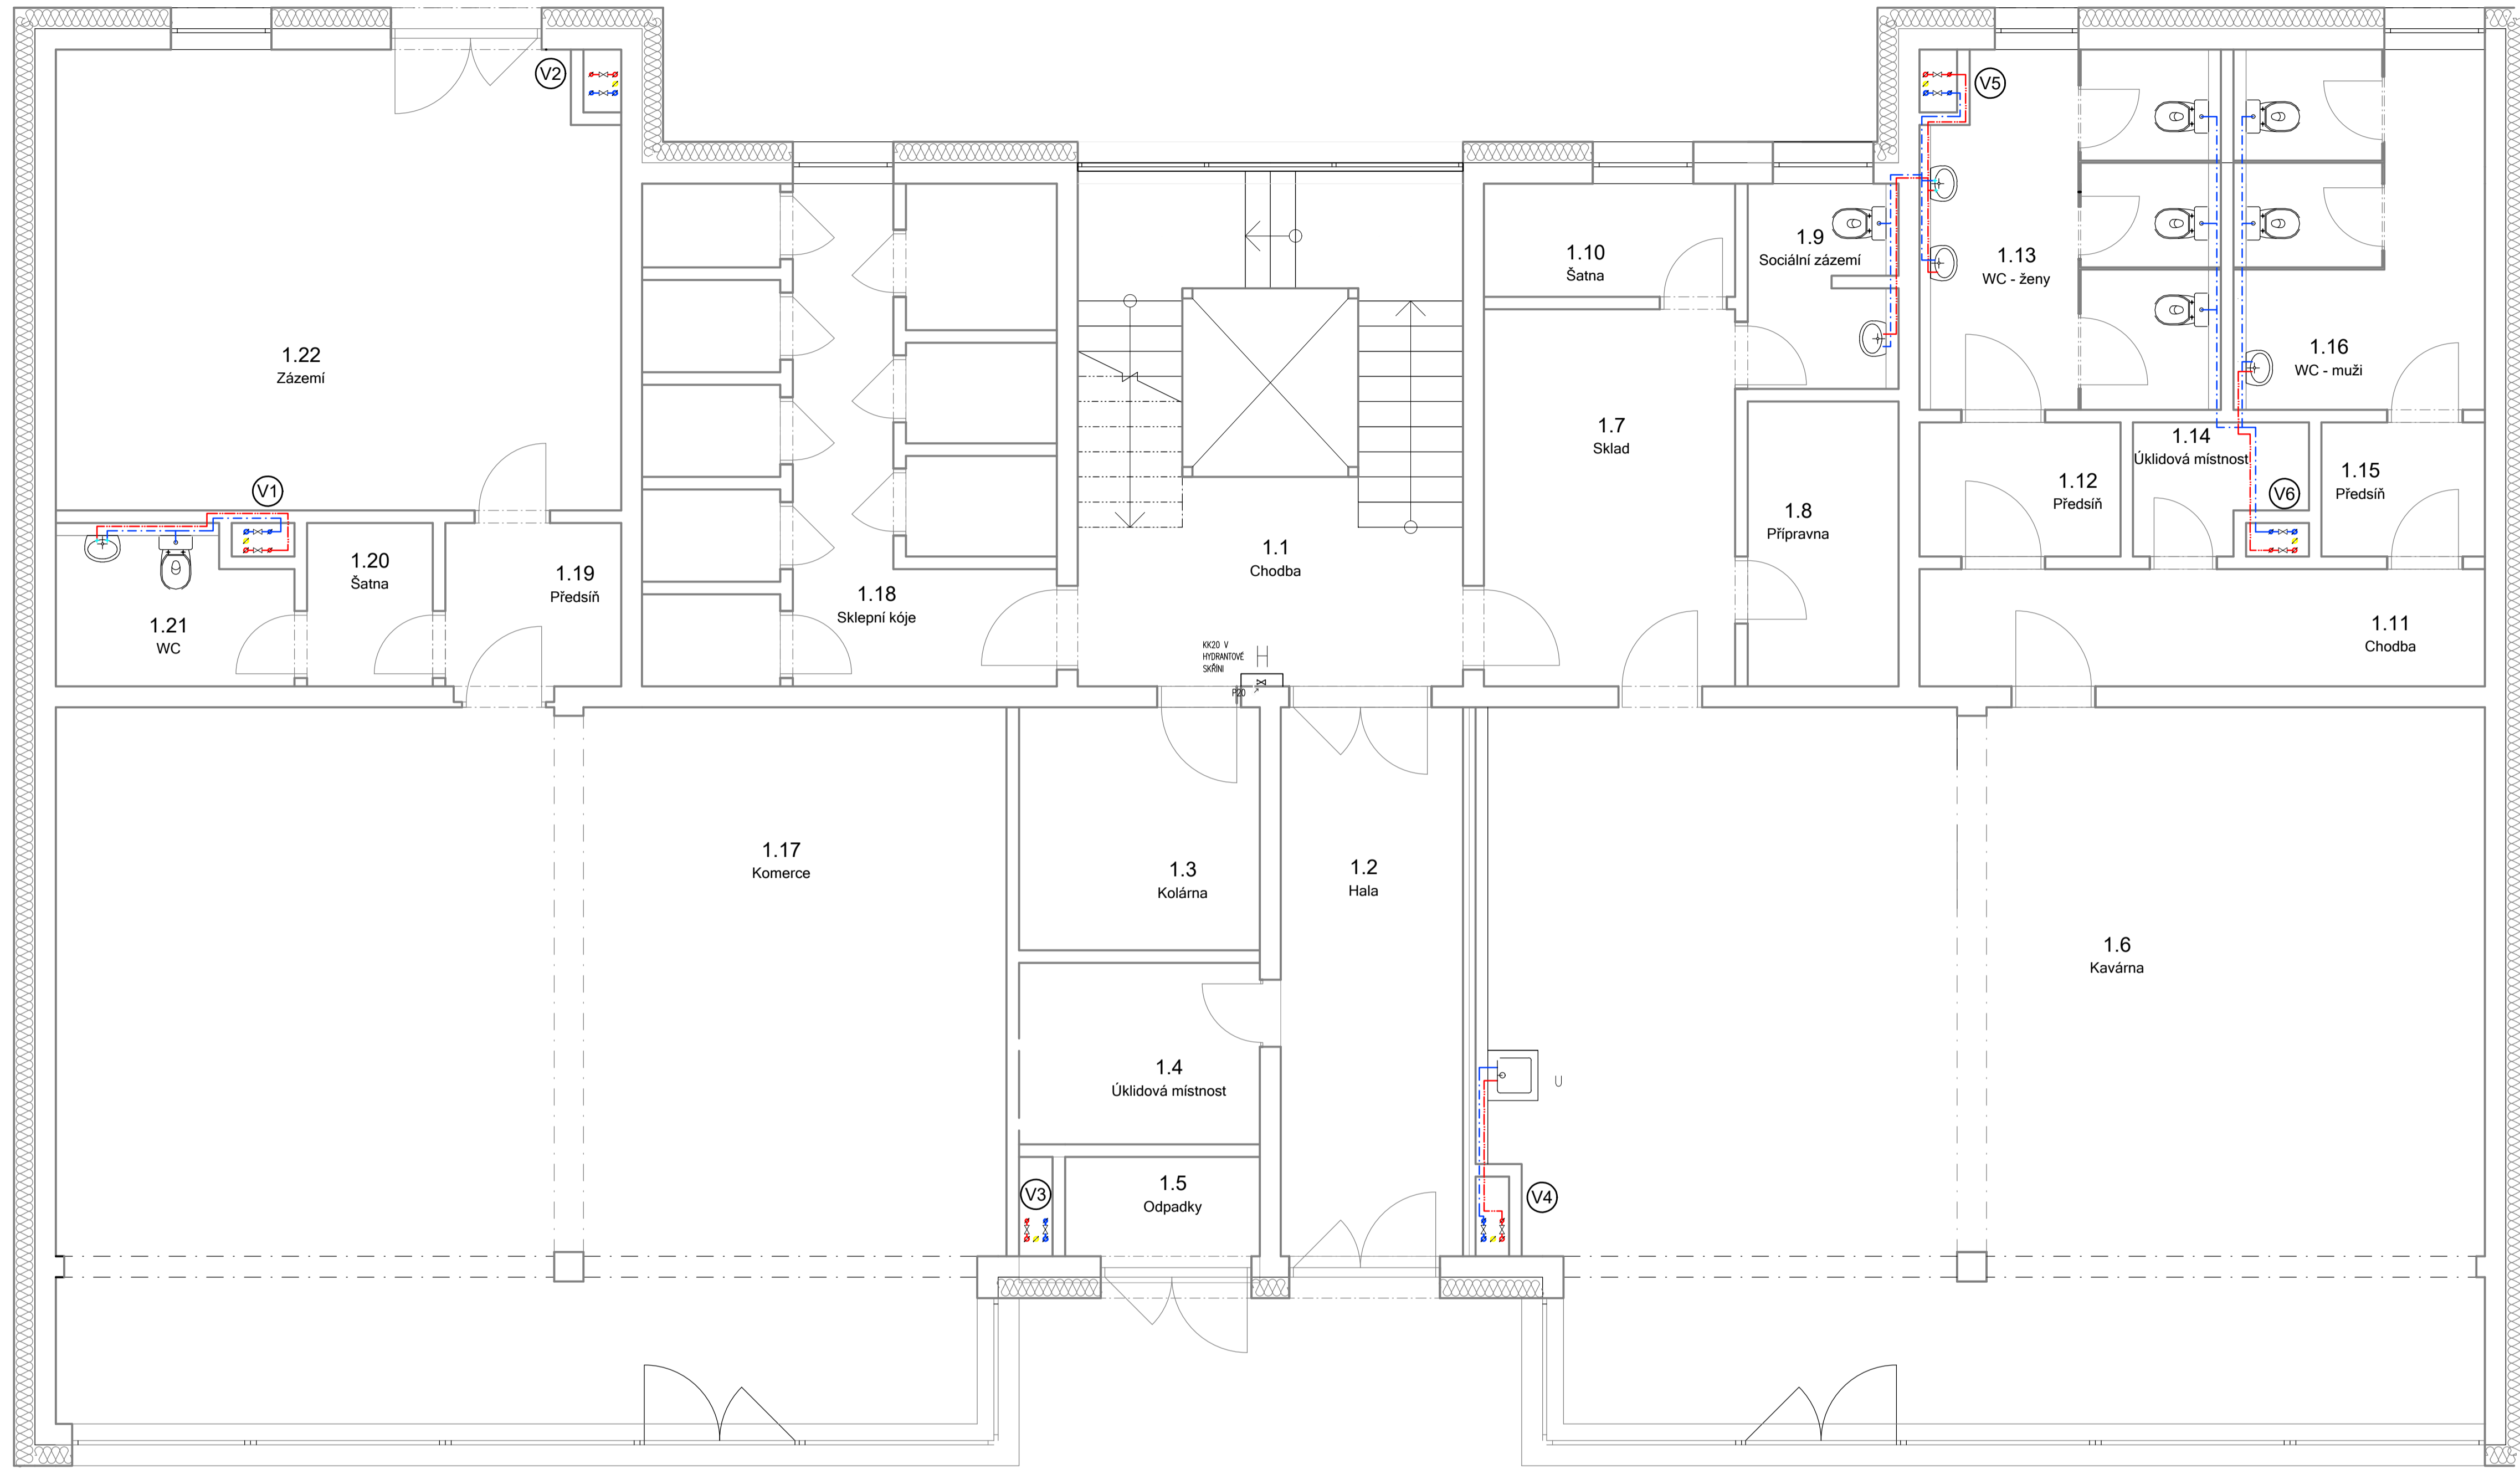 V2
V5
1.9
Sociální zázemí
1.10
Šatna
1.13
WC - ženy
1.22
Zázemí
1.16
WC - muži
1.7
Sklad
1.14
Úklidová místnost
1.12
Předsíň
1.15
Předsíň
V1
V6
1.8
Přípravna
1.1
Chodba
1.20
Šatna
1.19
Předsíň
1.18
Sklepní kóje
1.21
WC
1.11
Chodba
KK20 V
HYDRANTOVÉ
SKŘÍNI
H
P20
1.17
Komerce
1.3
Kolárna
1.2
Hala
1.6
Kavárna
1.4
Úklidová místnost
U
1.5
Odpadky
V3
V4